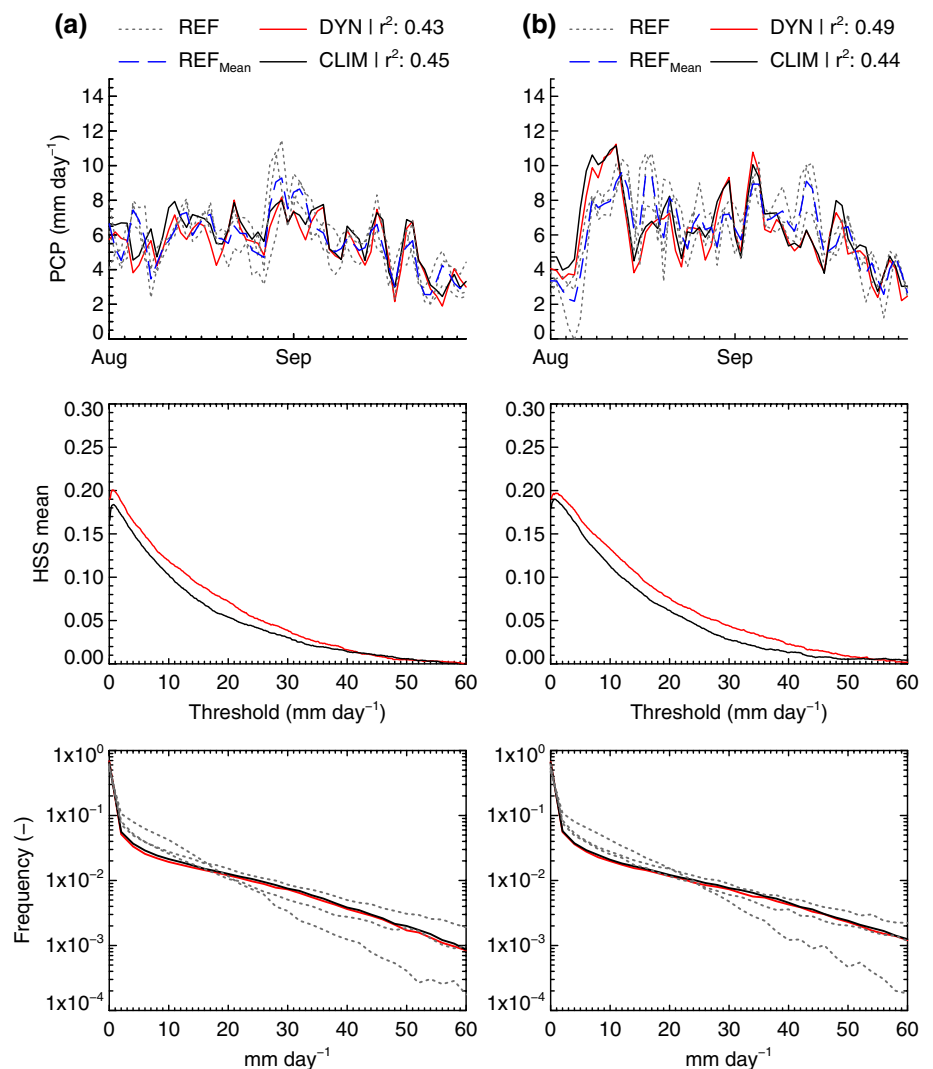 (a) REF DYN | r²: 0.43
REF_Mean CLIM | r²: 0.45
(b) REF DYN | r²: 0.49
REF_Mean CLIM | r²: 0.44
PCP (mm day⁻¹)
14
12
10
8
6
4
2
0
Aug Sep
14
12
10
8
6
4
2
0
Aug Sep
HSS mean
0.30
0.25
0.20
0.15
0.10
0.05
0.00
0 10 20 30 40 50 60
Threshold (mm day⁻¹)
0.30
0.25
0.20
0.15
0.10
0.05
0.00
0 10 20 30 40 50 60
Threshold (mm day⁻¹)
Frequency (−)
1x10⁰
1x10⁻¹
1x10⁻²
1x10⁻³
1x10⁻⁴
0 10 20 30 40 50 60
mm day⁻¹
1x10⁰
1x10⁻¹
1x10⁻²
1x10⁻³
1x10⁻⁴
0 10 20 30 40 50 60
mm day⁻¹